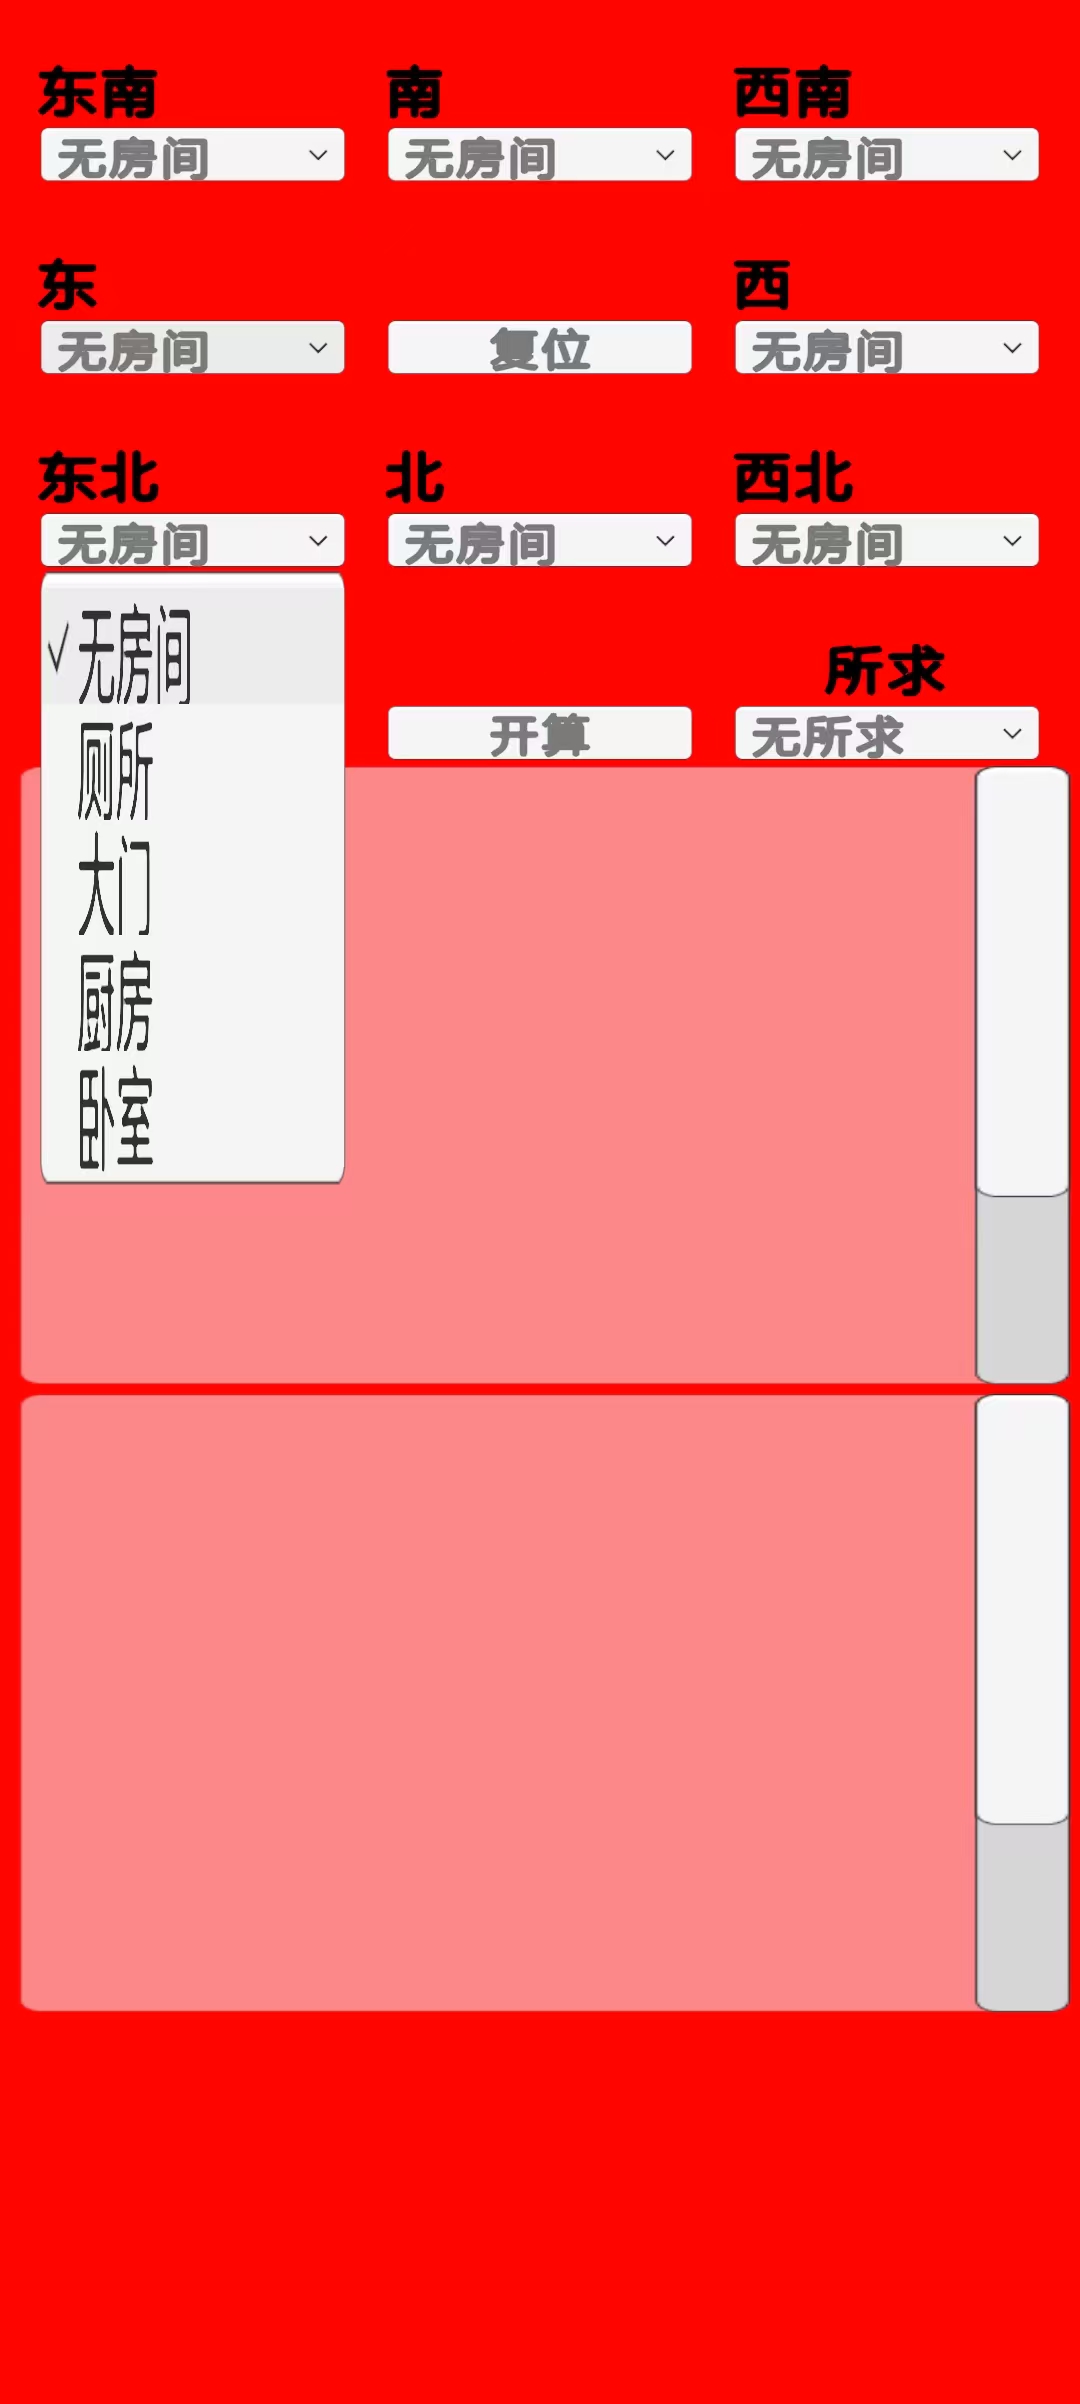 东南 南 西南
无房间 无房间 无房间
东 西
无房间 复位 无房间
东北 北 西北
无房间 无房间 无房间
√ 无房间
厕所
大门
厨房
卧室
所求
开算 无所求